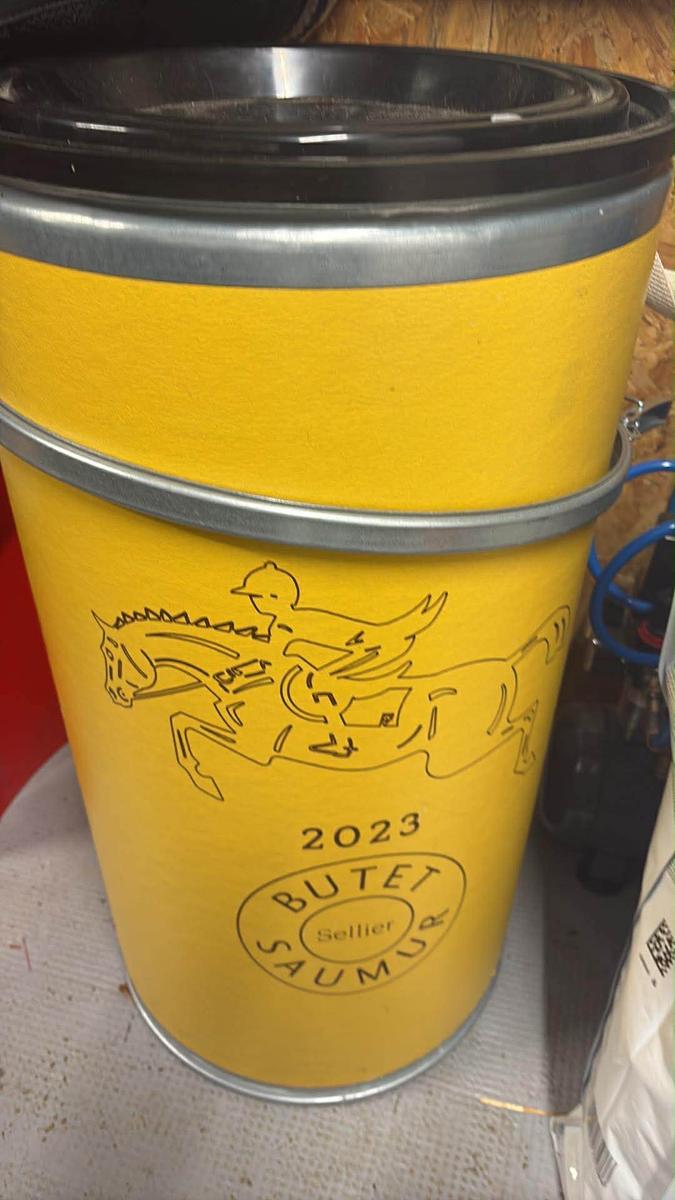 2023
BUTET
Sellier
SAUMUR